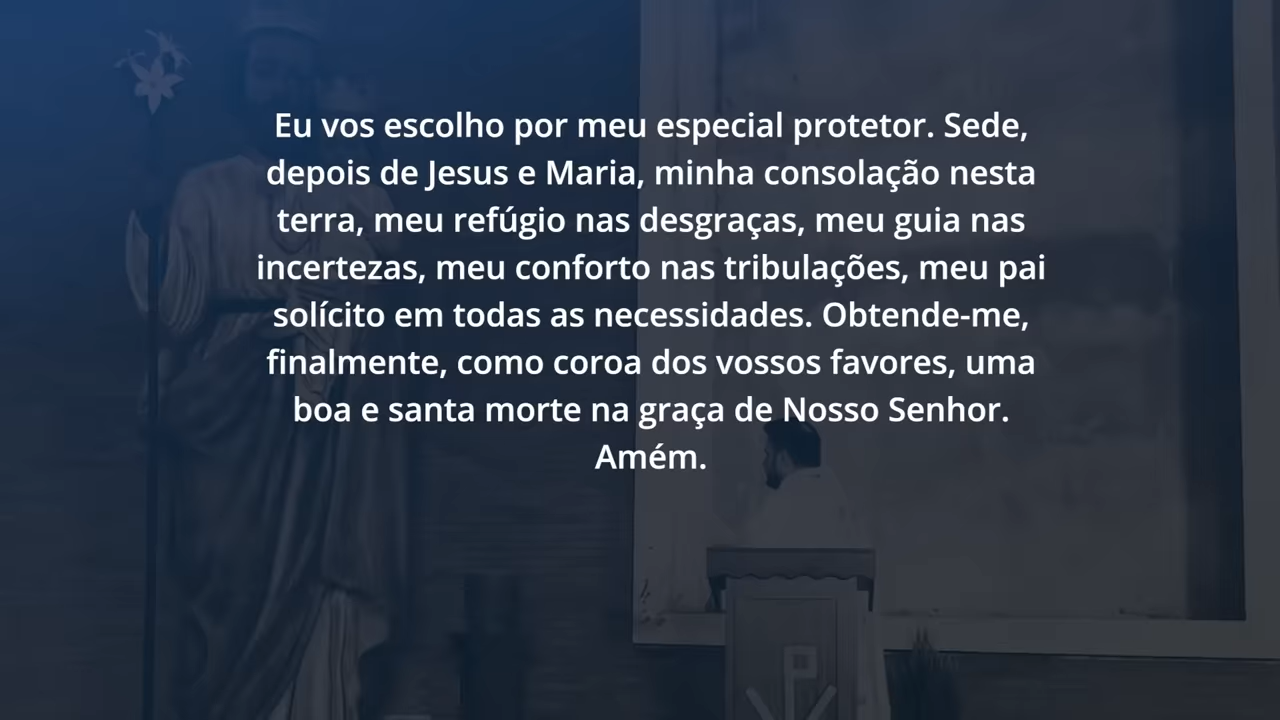 Eu vos escolho por meu especial protetor. Sede,
depois de Jesus e Maria, minha consolação nesta
terra, meu refúgio nas desgraças, meu guia nas
incertezas, meu conforto nas tribulações, meu pai
solícito em todas as necessidades. Obtende-me,
finalmente, como coroa dos vossos favores, uma
boa e santa morte na graça de Nosso Senhor.
Amém.